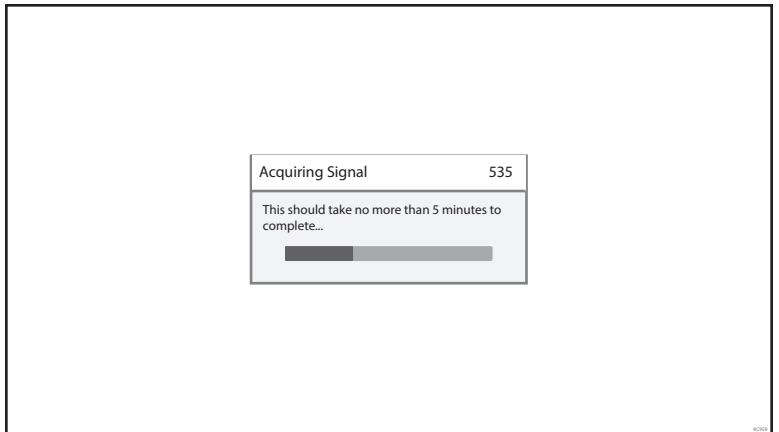 Acquiring Signal 535
This should take no more than 5 minutes to
complete...